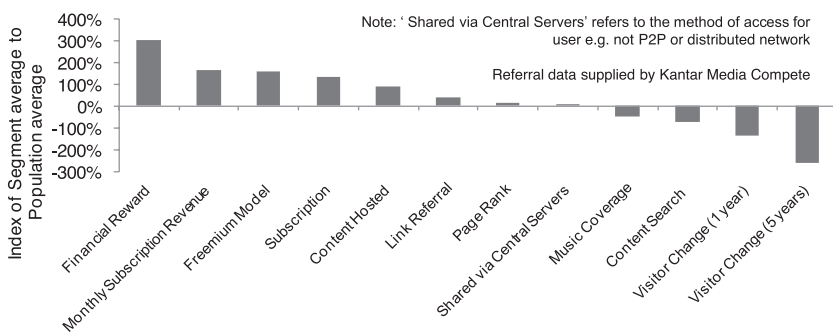 Note: ‘ Shared via Central Servers’ refers to the method of access for
user e.g. not P2P or distributed network
Referral data supplied by Kantar Media Compete
Index of Segment average to
Population average
400%
300%
200%
100%
0%
-100%
-200%
-300%
Financial Reward
Monthly Subscription Revenue
Freemium Model
Subscription
Content Hosted
Link Referral
Page Rank
Shared via Central Servers
Music Coverage
Content Search
Visitor Change (1 year)
Visitor Change (5 years)